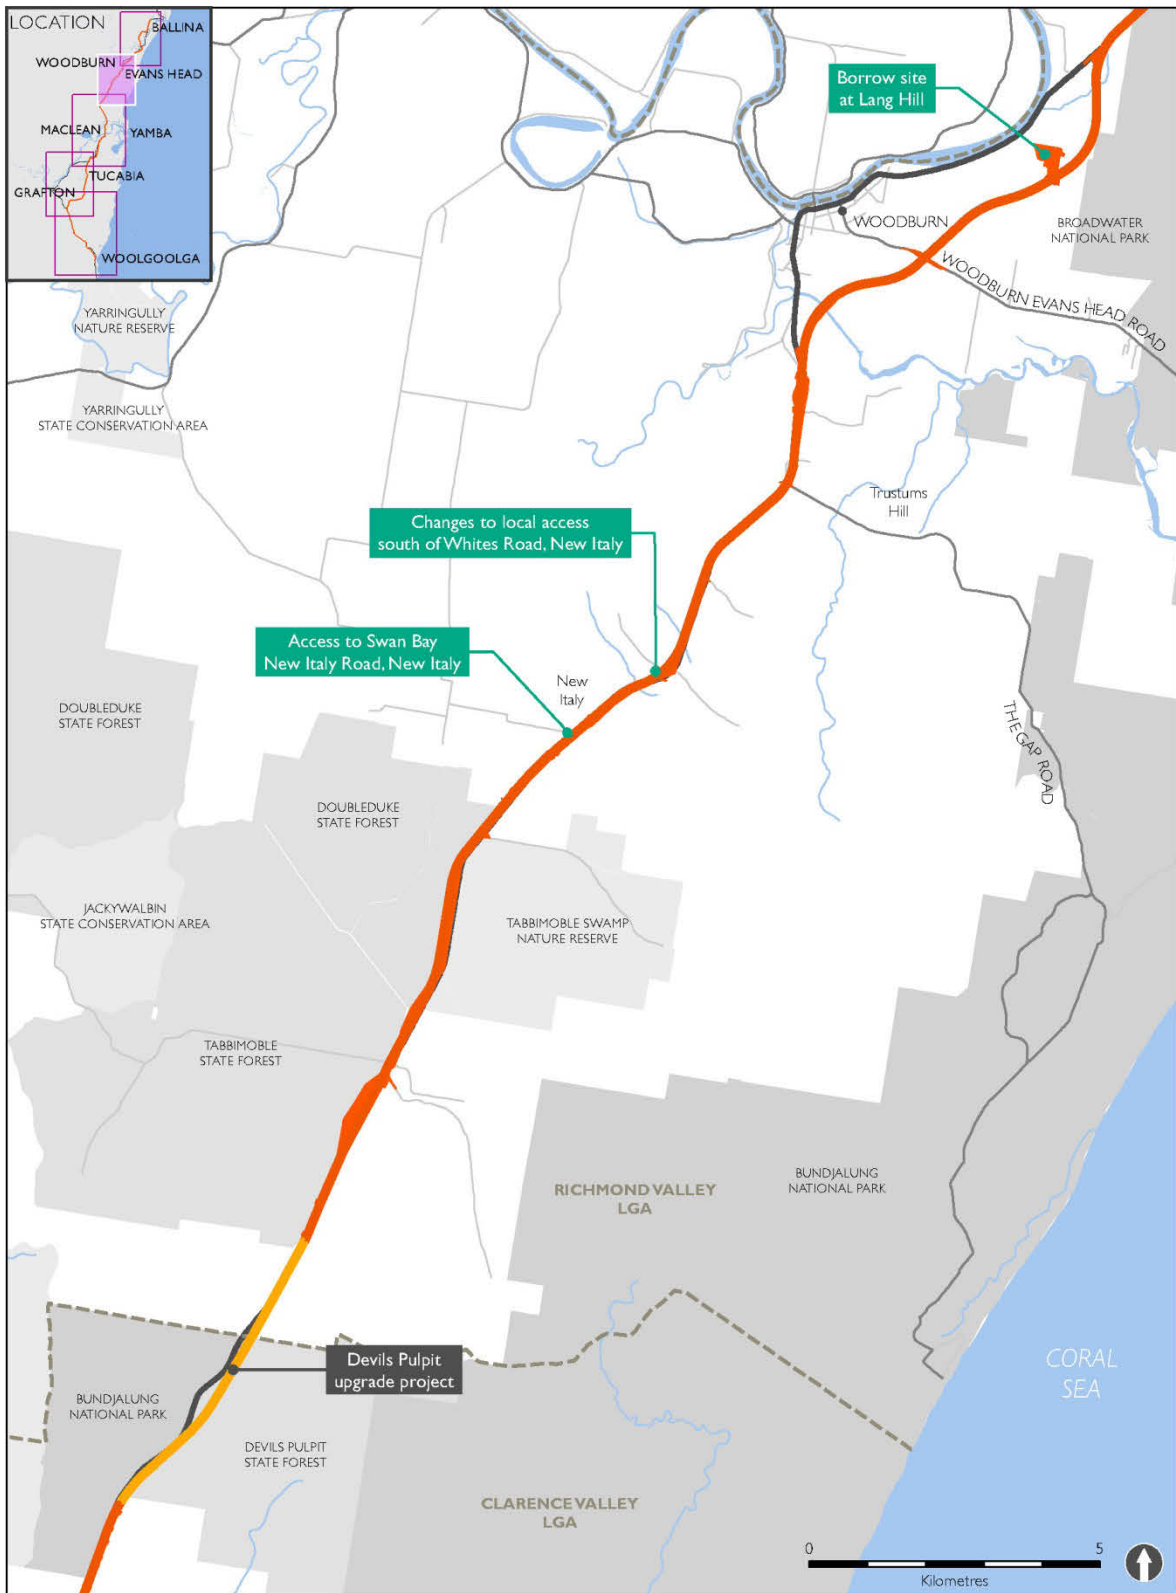 LOCATION
BALLINA
WOODBURN
EVANS HEAD
MACLEAN
YAMBA
TUCABIA
GRAFTON
WOOLGOOLGA
Borrow site
at Lang Hill
WOODBURN
BROADWATER
NATIONAL PARK
WOODBURN EVANS HEAD ROAD
YARRINGULLY
NATURE RESERVE
YARRINGULLY
STATE CONSERVATION AREA
Trustums
Hill
Changes to local access
south of Whites Road, New Italy
Access to Swan Bay
New Italy Road, New Italy
New
Italy
DOUBLEDUKE
STATE FOREST
THE GAP ROAD
DOUBLEDUKE
STATE FOREST
JACKYWALBIN
STATE CONSERVATION AREA
TABBIMOBLE SWAMP
NATURE RESERVE
TABBIMOBLE
STATE FOREST
RICHMOND VALLEY
LGA
BUNDJALUNG
NATIONAL PARK
Devils Pulpit
upgrade project
CORAL
SEA
BUNDJALUNG
NATIONAL PARK
DEVILS PULPIT
STATE FOREST
CLARENCE VALLEY
LGA
0 5
Kilometres